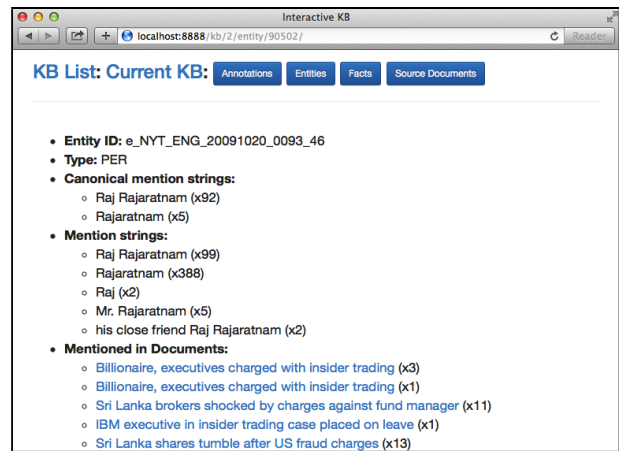 Interactive KB
localhost:8888/kb/2/entity/90502/
Reader
KB List: Current KB: Annotations Entities Facts Source Documents
• Entity ID: e_NYT_ENG_20091020_0093_46
• Type: PER
• Canonical mention strings:
◦ Raj Rajaratnam (x92)
◦ Rajaratnam (x5)
• Mention strings:
◦ Raj Rajaratnam (x99)
◦ Rajaratnam (x388)
◦ Raj (x2)
◦ Mr. Rajaratnam (x5)
◦ his close friend Raj Rajaratnam (x2)
• Mentioned in Documents:
◦ Billionaire, executives charged with insider trading (x3)
◦ Billionaire, executives charged with insider trading (x1)
◦ Sri Lanka brokers shocked by charges against fund manager (x11)
◦ IBM executive in insider trading case placed on leave (x1)
◦ Sri Lanka shares tumble after US fraud charges (x13)